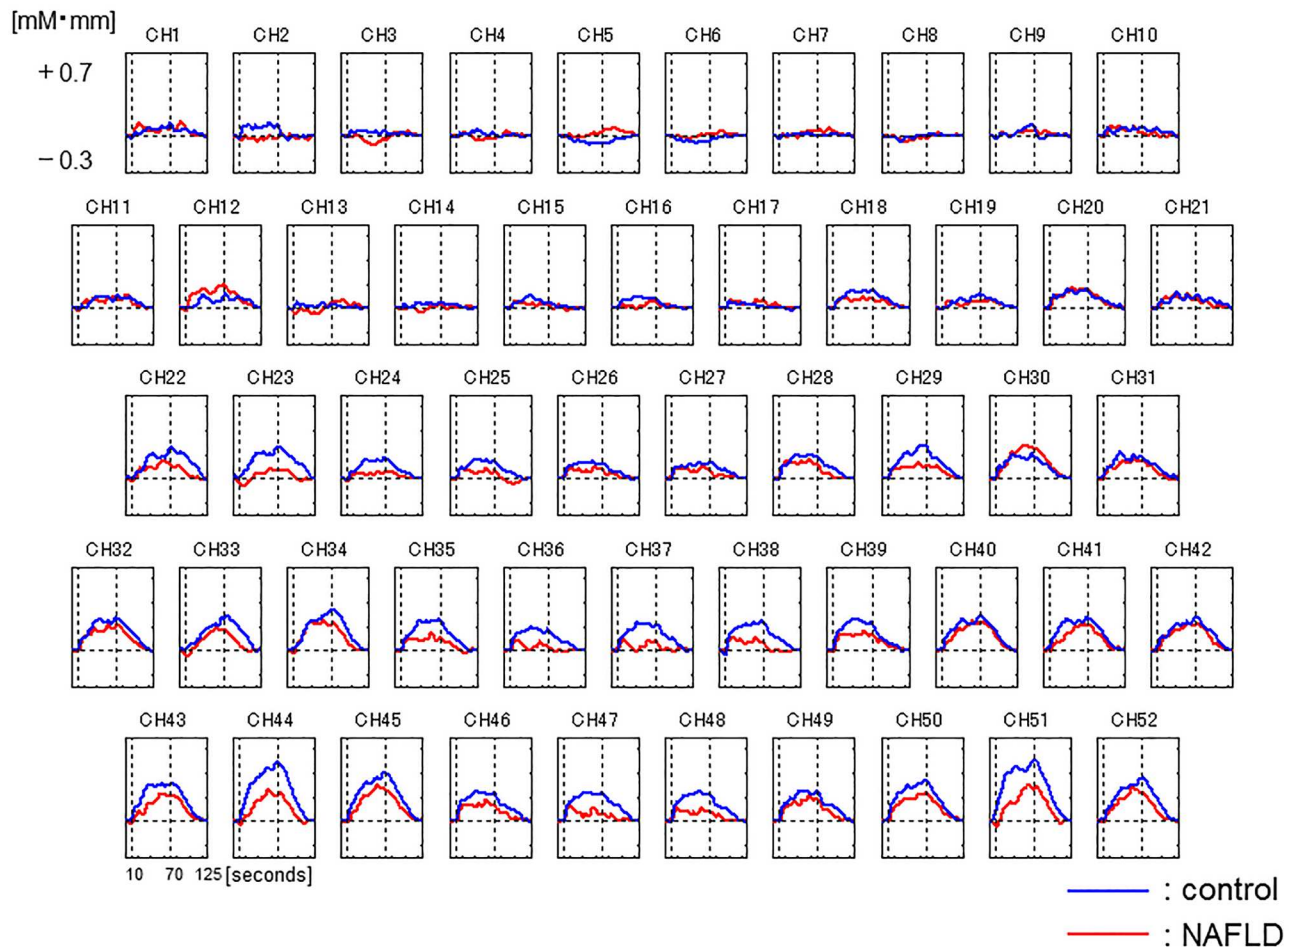 [mM・mm]
CH1 CH2 CH3 CH4 CH5 CH6 CH7 CH8 CH9 CH10
+0.7
−0.3
CH11 CH12 CH13 CH14 CH15 CH16 CH17 CH18 CH19 CH20 CH21
CH22 CH23 CH24 CH25 CH26 CH27 CH28 CH29 CH30 CH31
CH32 CH33 CH34 CH35 CH36 CH37 CH38 CH39 CH40 CH41 CH42
CH43 CH44 CH45 CH46 CH47 CH48 CH49 CH50 CH51 CH52
10 70 125 [seconds]
: control
: NAFLD